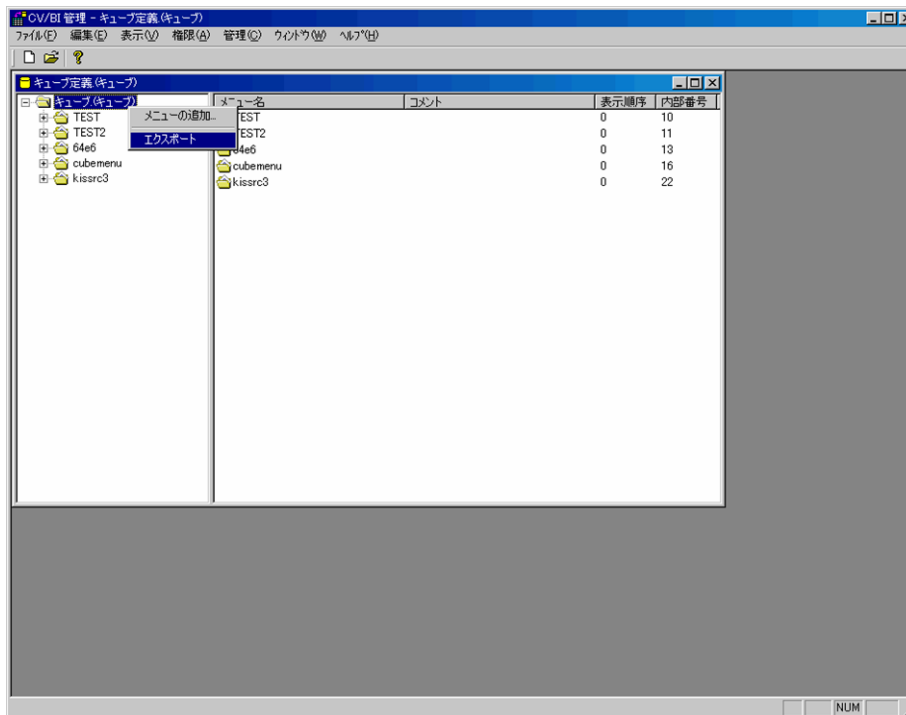 CV/BI 管理 - キューブ定義(キューブ)
ファイル(F) 編集(E) 表示(V) 権限(A) 管理(C) ウィンドウ(W) ヘルプ(H)
キューブ定義(キューブ)
キューブ(キューブ) メニュー名 コメント 表示順序 内部番号
TEST メニューの追加... TEST 0 10
TEST2 エクスポート TEST2 0 11
64e6 64e6 0 13
cubemenu cubemenu 0 16
kissrc3 kissrc3 0 22
NUM